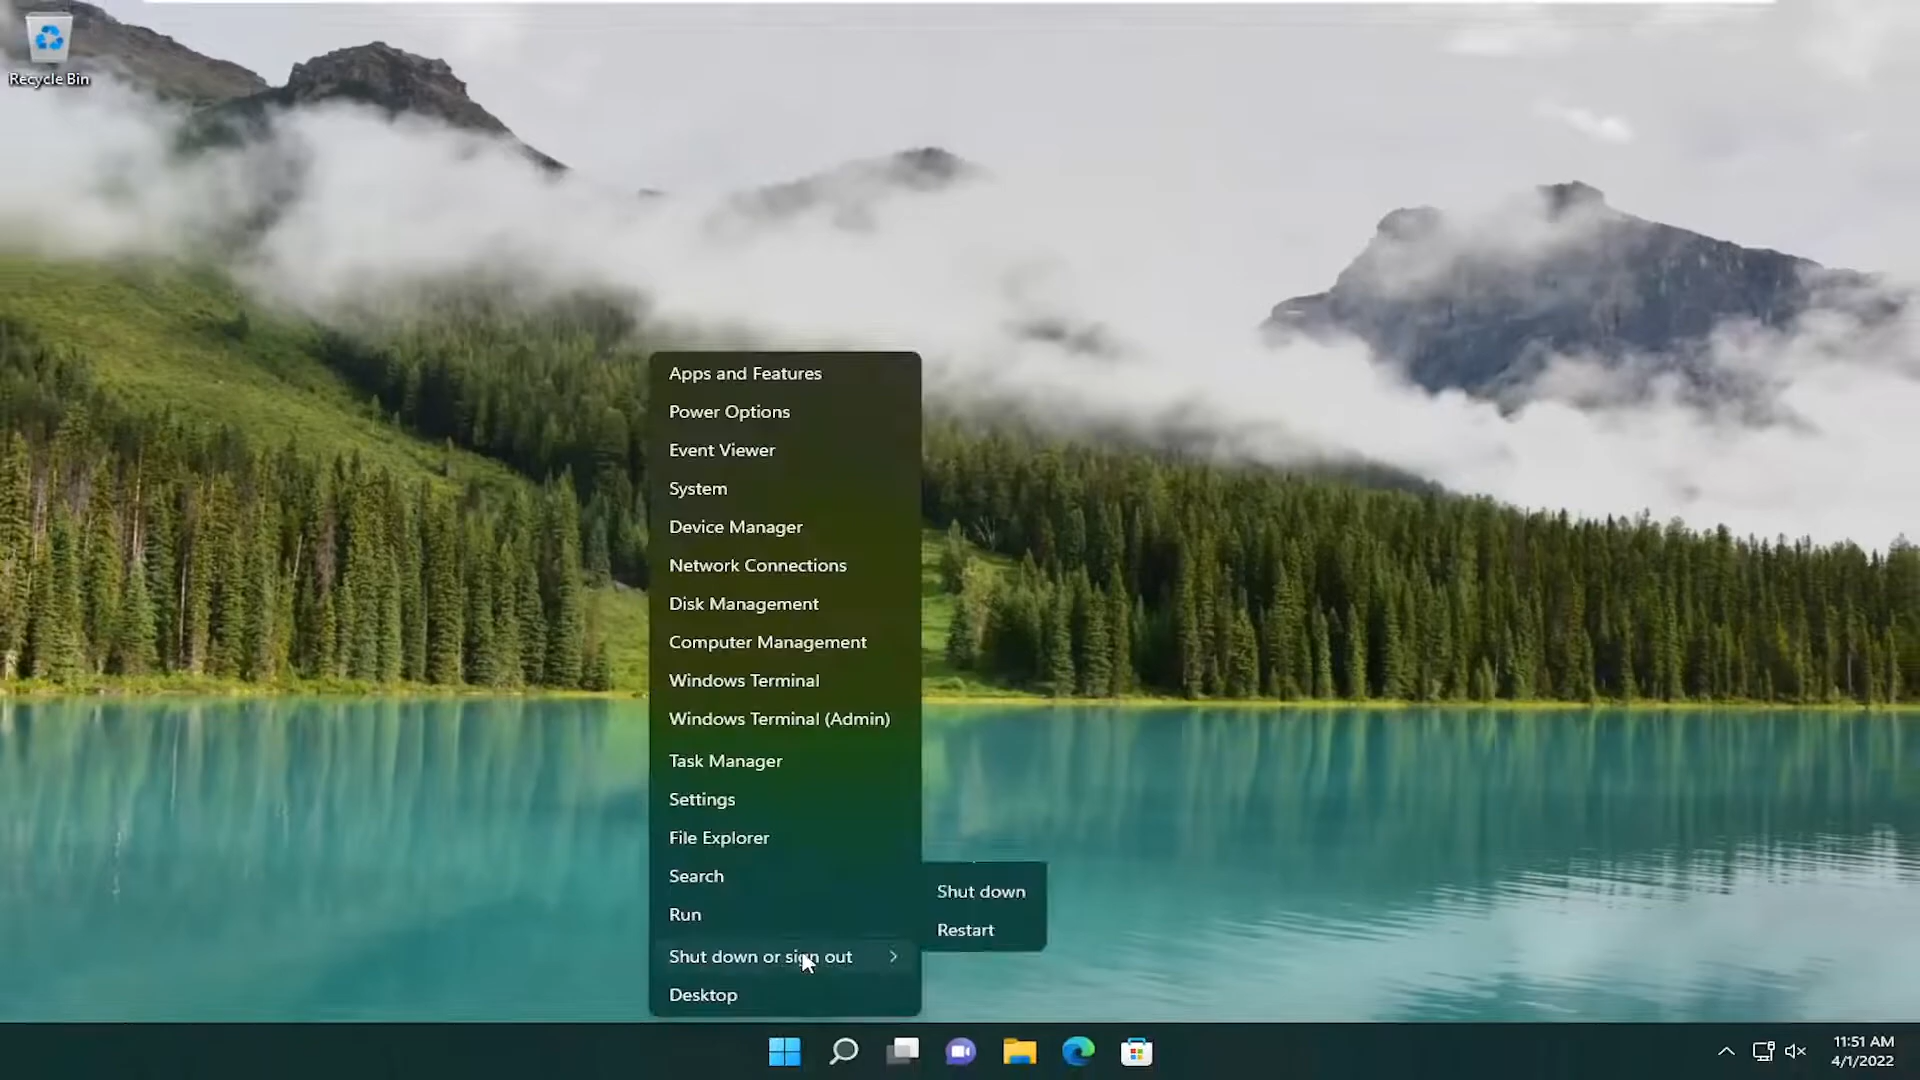 Recycle Bin
Apps and Features
Power Options
Event Viewer
System
Device Manager
Network Connections
Disk Management
Computer Management
Windows Terminal
Windows Terminal (Admin)
Task Manager
Settings
File Explorer
Search
Run
Shut down or sign out
Desktop
Shut down
Restart
11:51 AM
4/1/2022